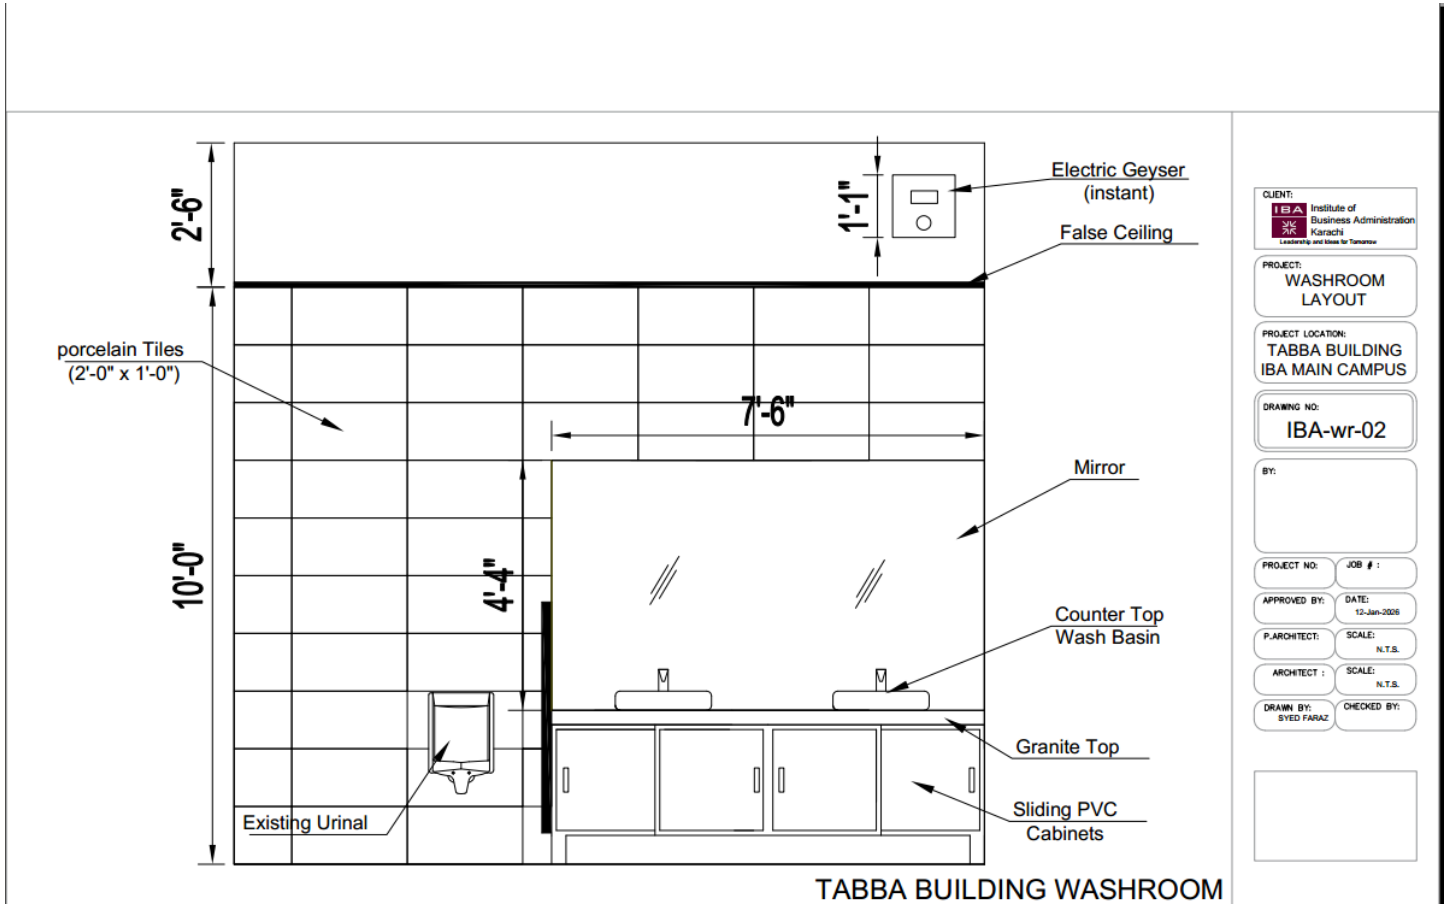 2'-6"
1'-1"
Electric Geyser
(instant)
False Ceiling
porcelain Tiles
(2'-0" x 1'-0")
7'-6"
10'-0"
4'-4"
Mirror
Counter Top
Wash Basin
Granite Top
Sliding PVC
Cabinets
Existing Urinal
TABBA BUILDING WASHROOM
CLIENT:
IBA
Institute of
Business Administration
Karachi
Leadership and Ideas for Tomorrow
PROJECT:
WASHROOM
LAYOUT
PROJECT LOCATION:
TABBA BUILDING
IBA MAIN CAMPUS
DRAWING NO:
IBA-wr-02
BY:
PROJECT NO:
JOB # :
APPROVED BY:
DATE:
12-Jan-2026
P.ARCHITECT:
SCALE:
N.T.S.
ARCHITECT :
SCALE:
N.T.S.
DRAWN BY:
SYED FARAZ
CHECKED BY: